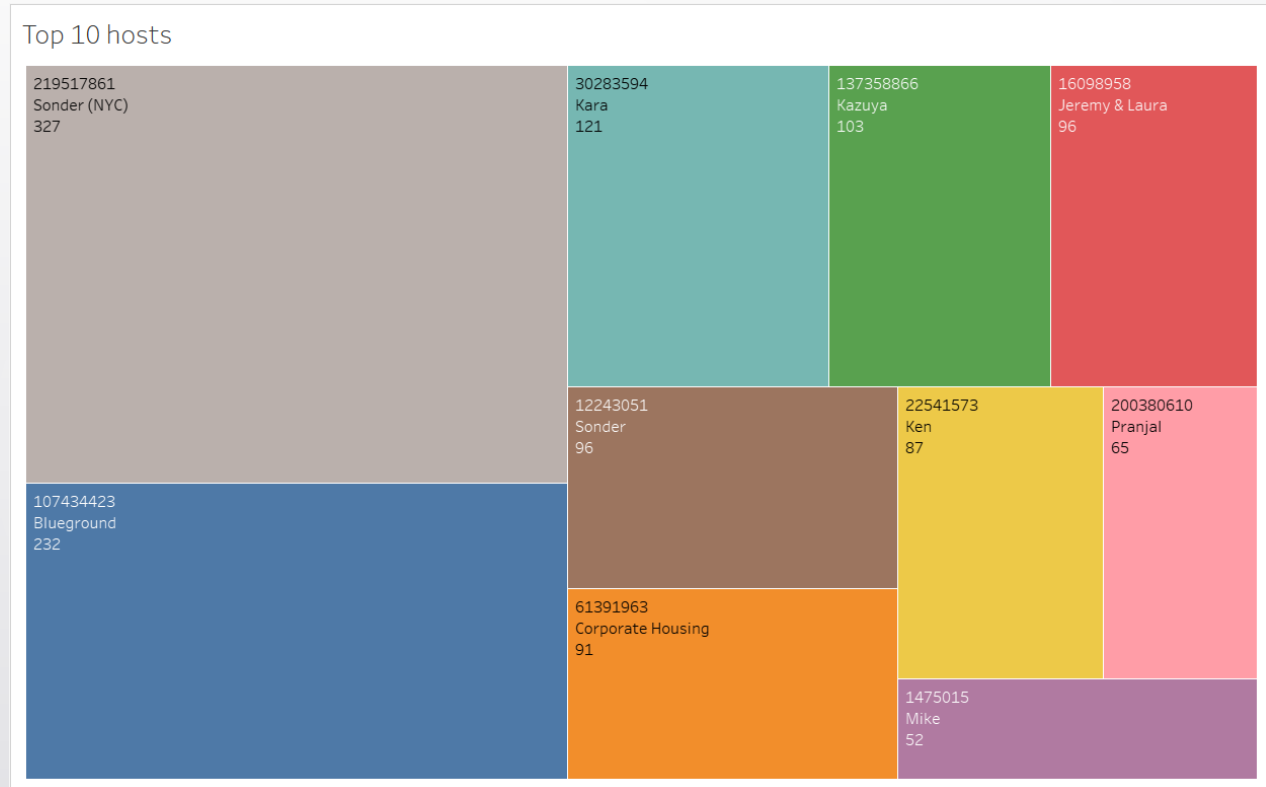 Top 10 hosts
219517861
Sonder (NYC)
327
30283594
Kara
121
137358866
Kazuya
103
16098958
Jeremy & Laura
96
107434423
Blueground
232
12243051
Sonder
96
61391963
Corporate Housing
91
22541573
Ken
87
200380610
Pranjal
65
1475015
Mike
52